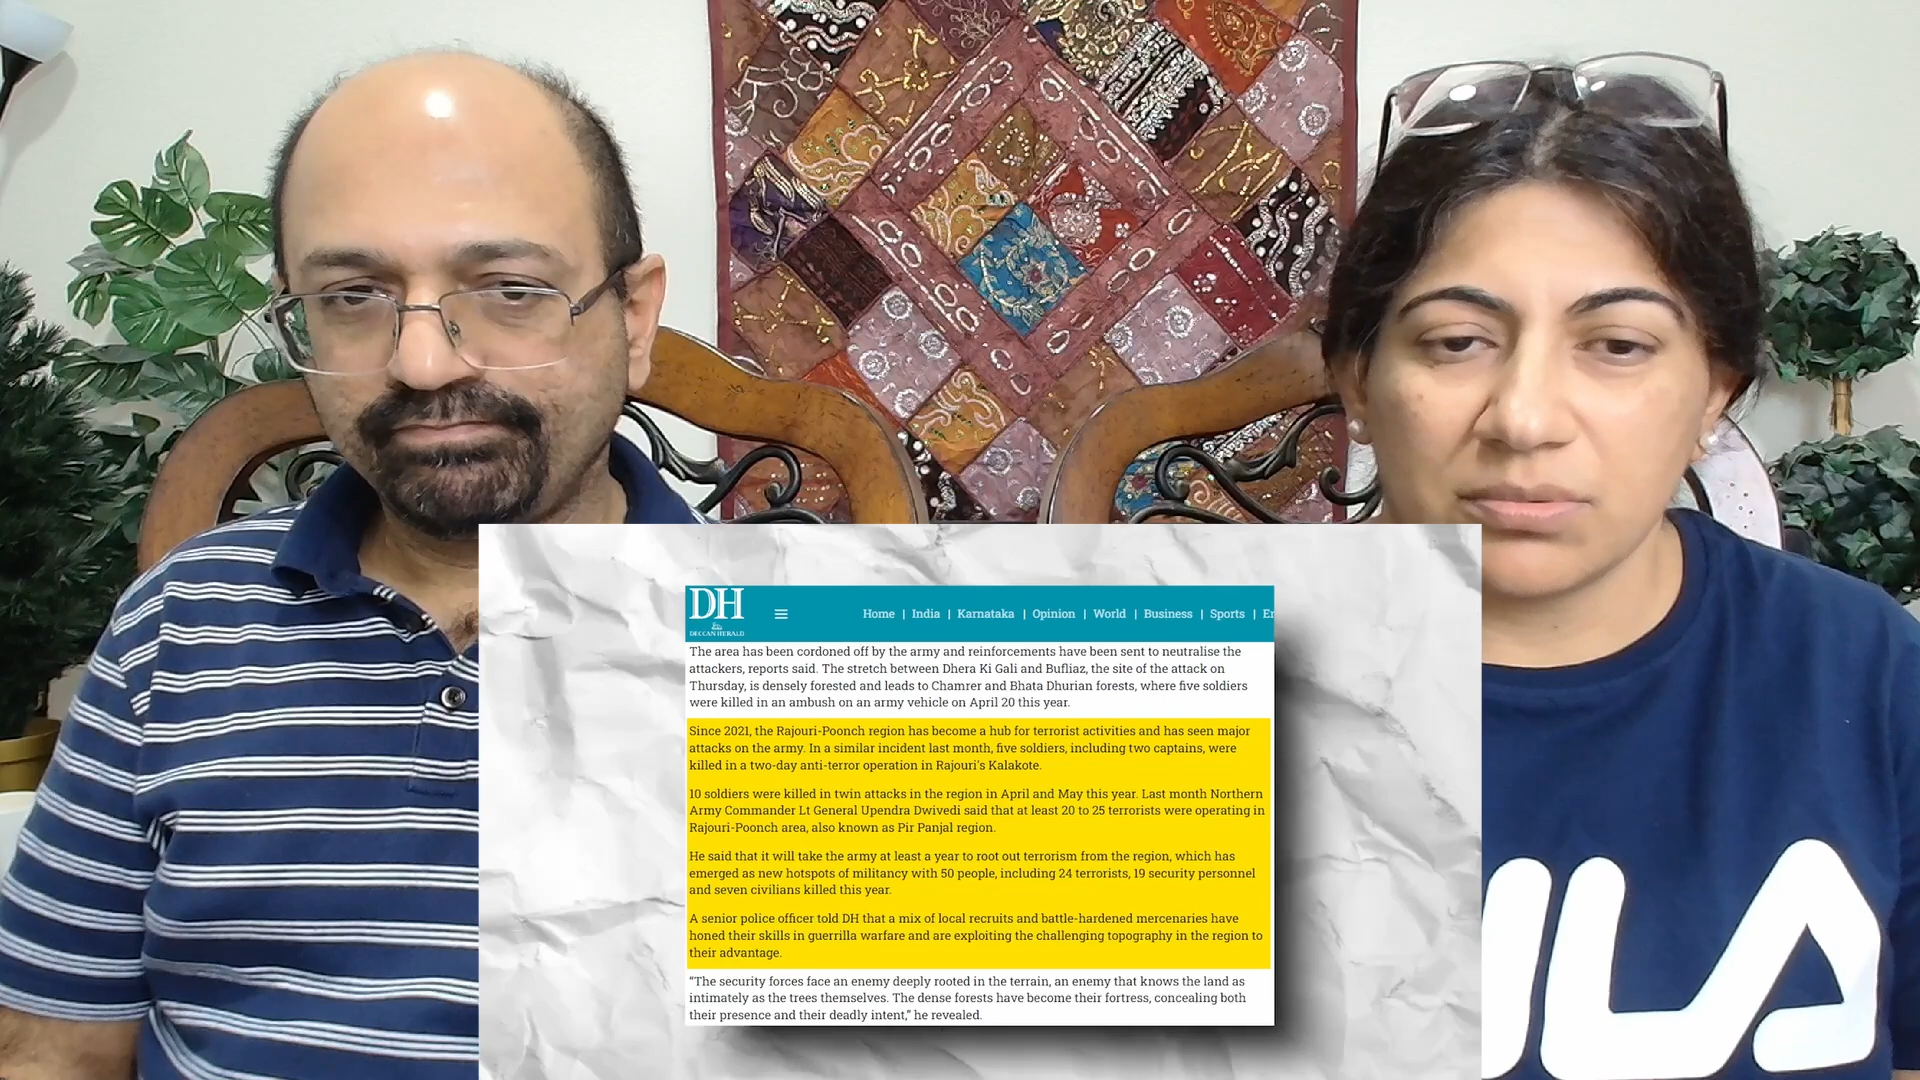 DH
DECCAN HERALD
Home | India | Karnataka | Opinion | World | Business | Sports | En
The area has been cordoned off by the army and reinforcements have been sent to neutralise the
attackers, reports said. The stretch between Dhera Ki Gali and Bufliaz, the site of the attack on
Thursday, is densely forested and leads to Chamrer and Bhata Dhurian forests, where five soldiers
were killed in an ambush on an army vehicle on April 20 this year.
Since 2021, the Rajouri-Poonch region has become a hub for terrorist activities and has seen major
attacks on the army. In a similar incident last month, five soldiers, including two captains, were
killed in a two-day anti-terror operation in Rajouri's Kalakote.
10 soldiers were killed in twin attacks in the region in April and May this year. Last month Northern
Army Commander Lt General Upendra Dwivedi said that at least 20 to 25 terrorists were operating in
Rajouri-Poonch area, also known as Pir Panjal region.
He said that it will take the army at least a year to root out terrorism from the region, which has
emerged as new hotspots of militancy with 50 people, including 24 terrorists, 19 security personnel
and seven civilians killed this year.
A senior police officer told DH that a mix of local recruits and battle-hardened mercenaries have
honed their skills in guerrilla warfare and are exploiting the challenging topography in the region to
their advantage.
“The security forces face an enemy deeply rooted in the terrain, an enemy that knows the land as
intimately as the trees themselves. The dense forests have become their fortress, concealing both
their presence and their deadly intent,” he revealed.
LA